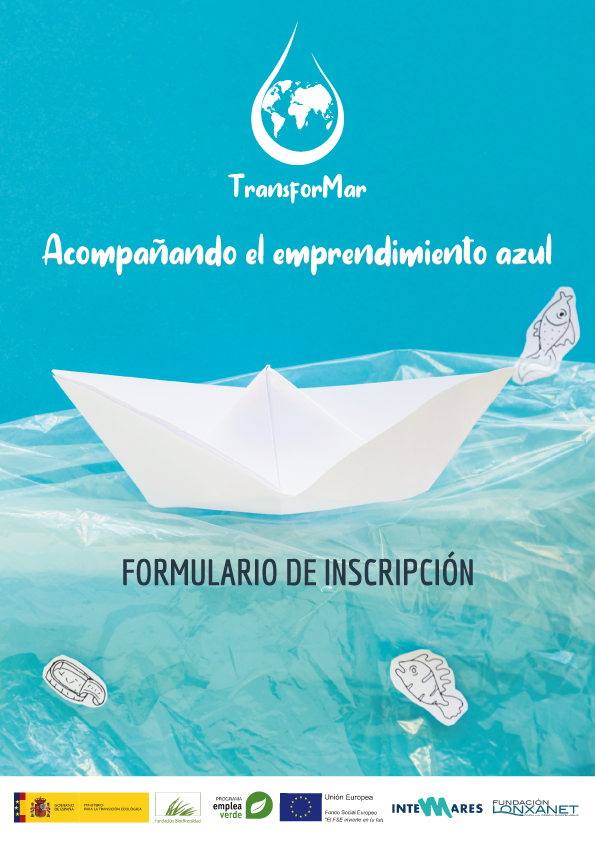 TransforMar
Acompañando el emprendimiento azul
FORMULARIO DE INSCRIPCIÓN
GOBIERNO
DE ESPAÑA
MINISTERIO
PARA LA TRANSICIÓN ECOLÓGICA
Fundación Biodiversidad
PROGRAMA
emplea
verde
Unión Europea
Fondo Social Europeo
"El FSE invierte en tu futu
INTEMARES
FUNDACIÓN
LONXANET